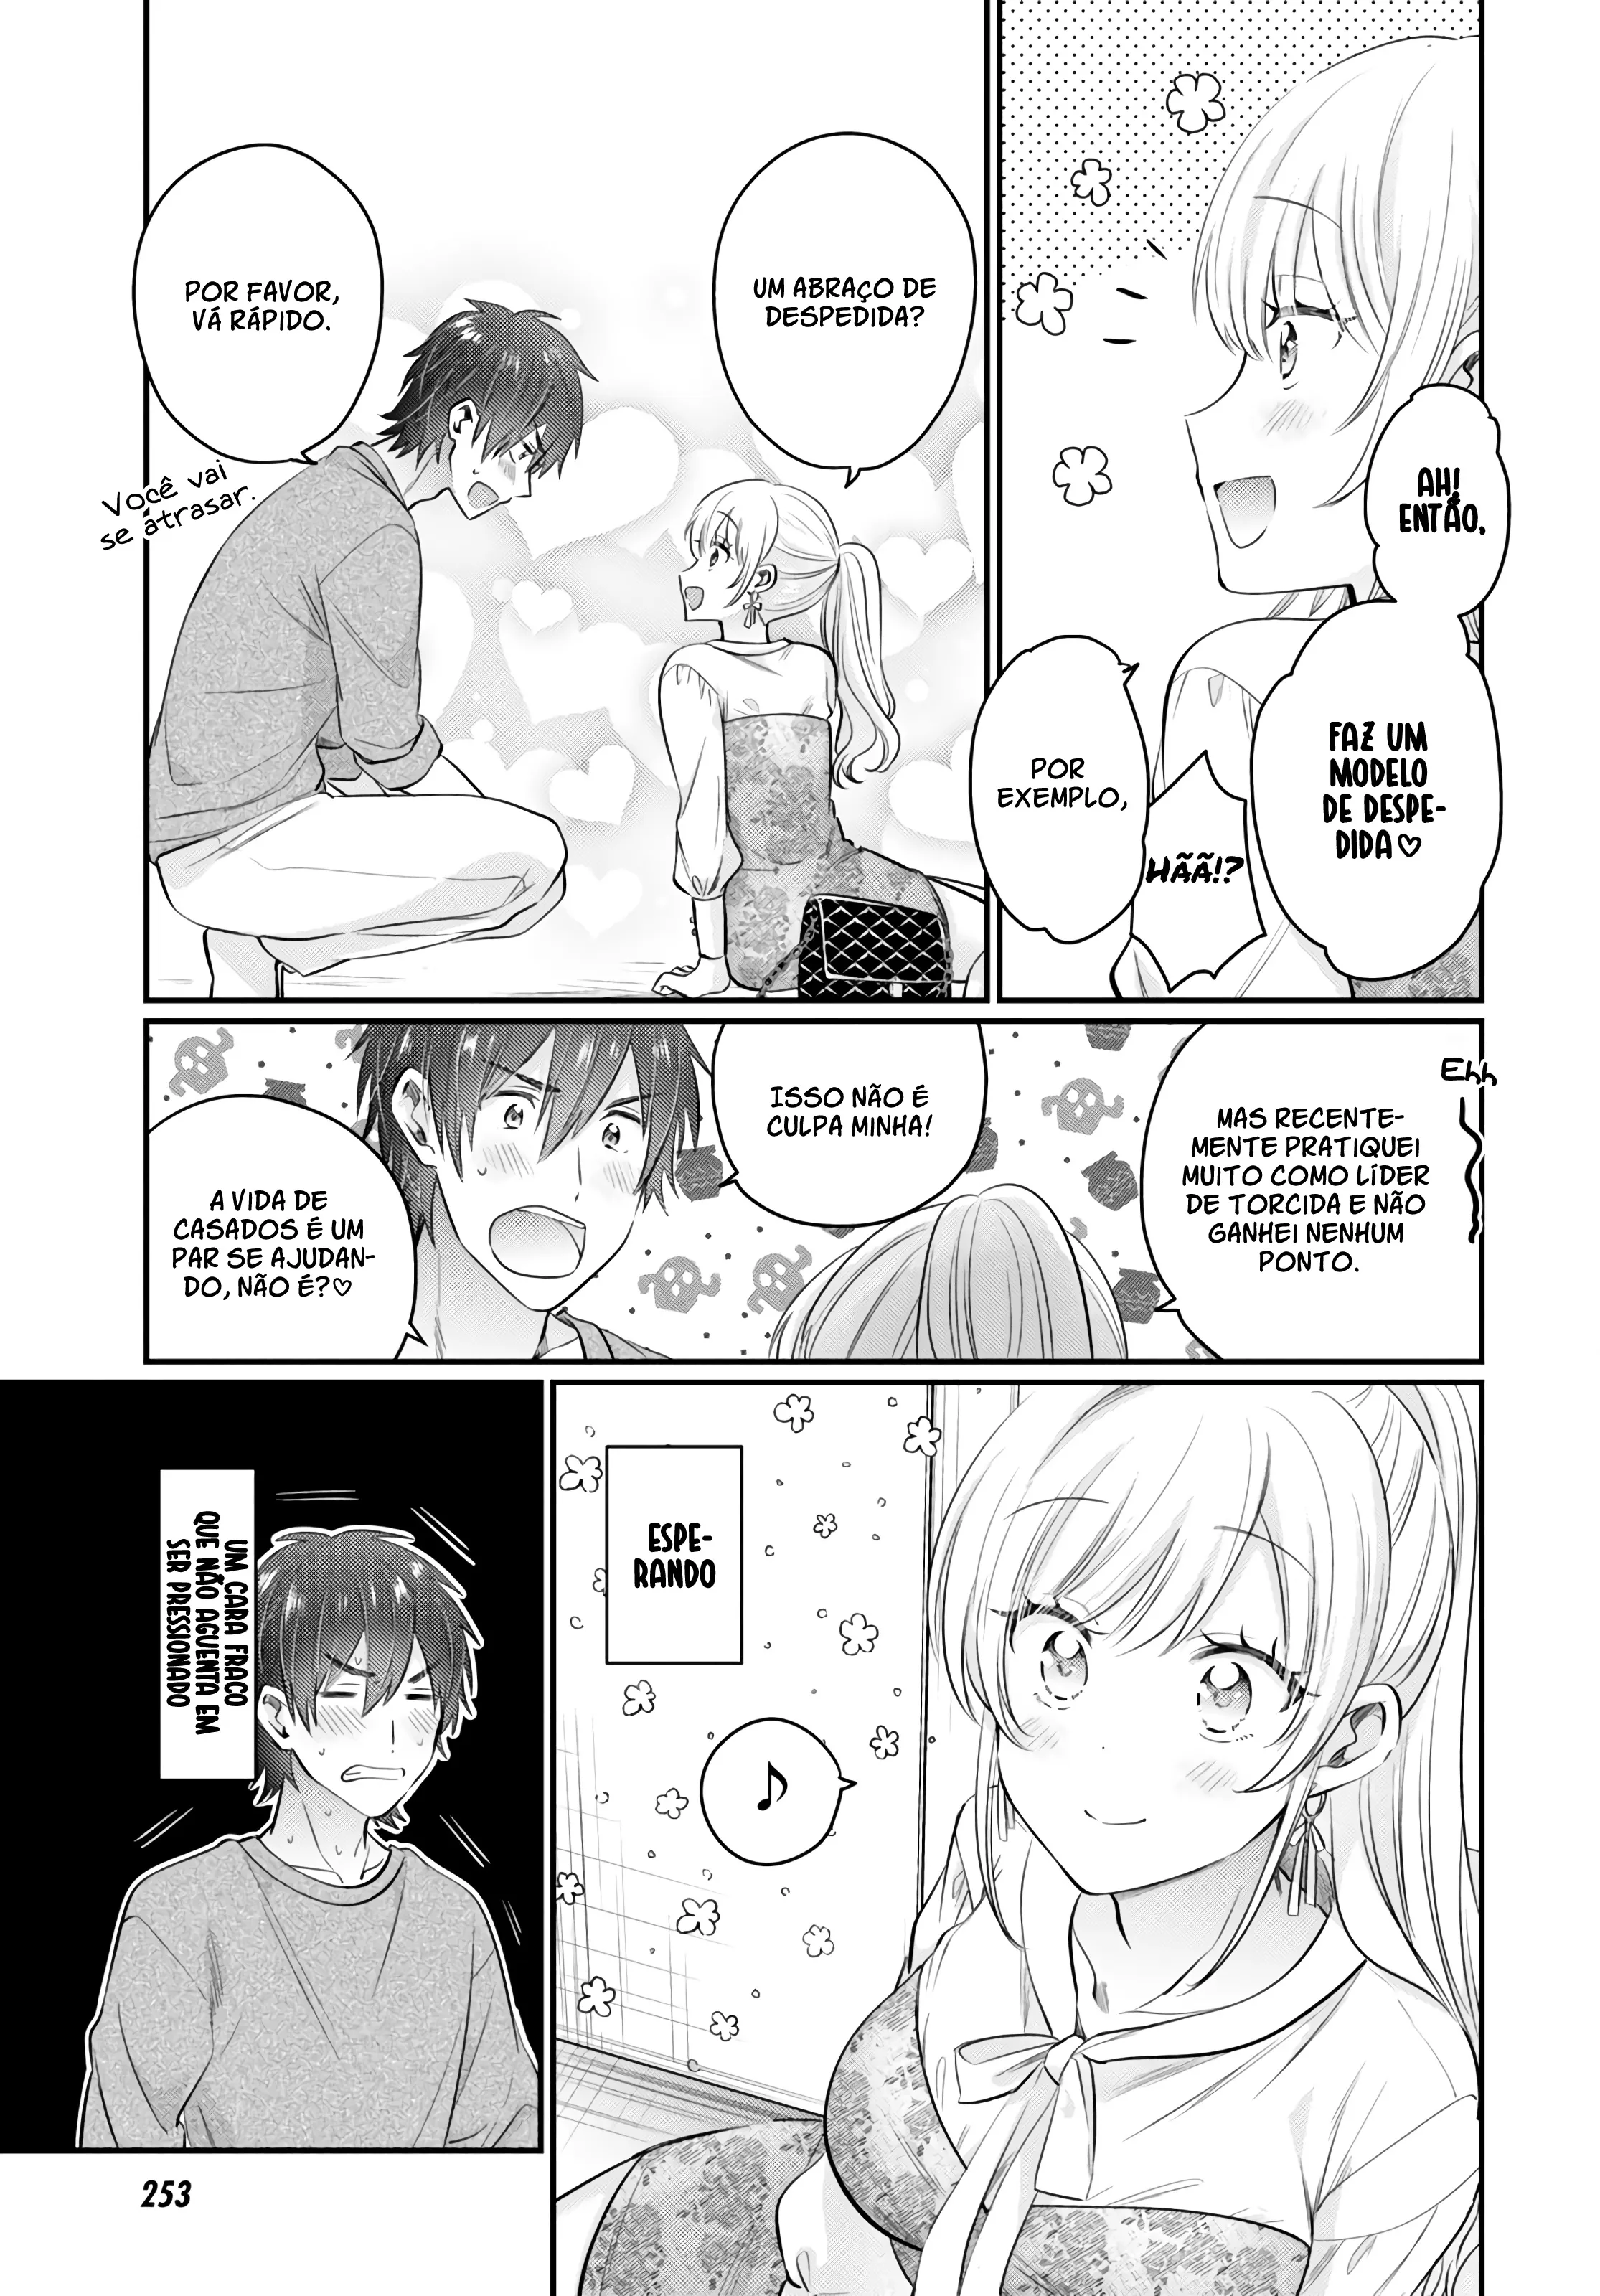 AH!
ENTÃO,
FAZ UM
MODELO
DE DESPE-
DIDA♡
HÃÃ!?
POR
EXEMPLO,
UM ABRAÇO DE
DESPEDIDA?
POR FAVOR,
VÁ RÁPIDO.
Você vai
se atrasar.
Ehh
MAS RECENTE-
MENTE PRATIQUEI
MUITO COMO LÍDER
DE TORCIDA E NÃO
GANHEI NENHUM
PONTO.
ISSO NÃO É
CULPA MINHA!
A VIDA DE
CASADOS É UM
PAR SE AJUDAN-
DO, NÃO É?♡
ESPE-
RANDO
♪
UM CARA FRACO
QUE NÃO AGUENTA EM
SER PRESSIONADO
253